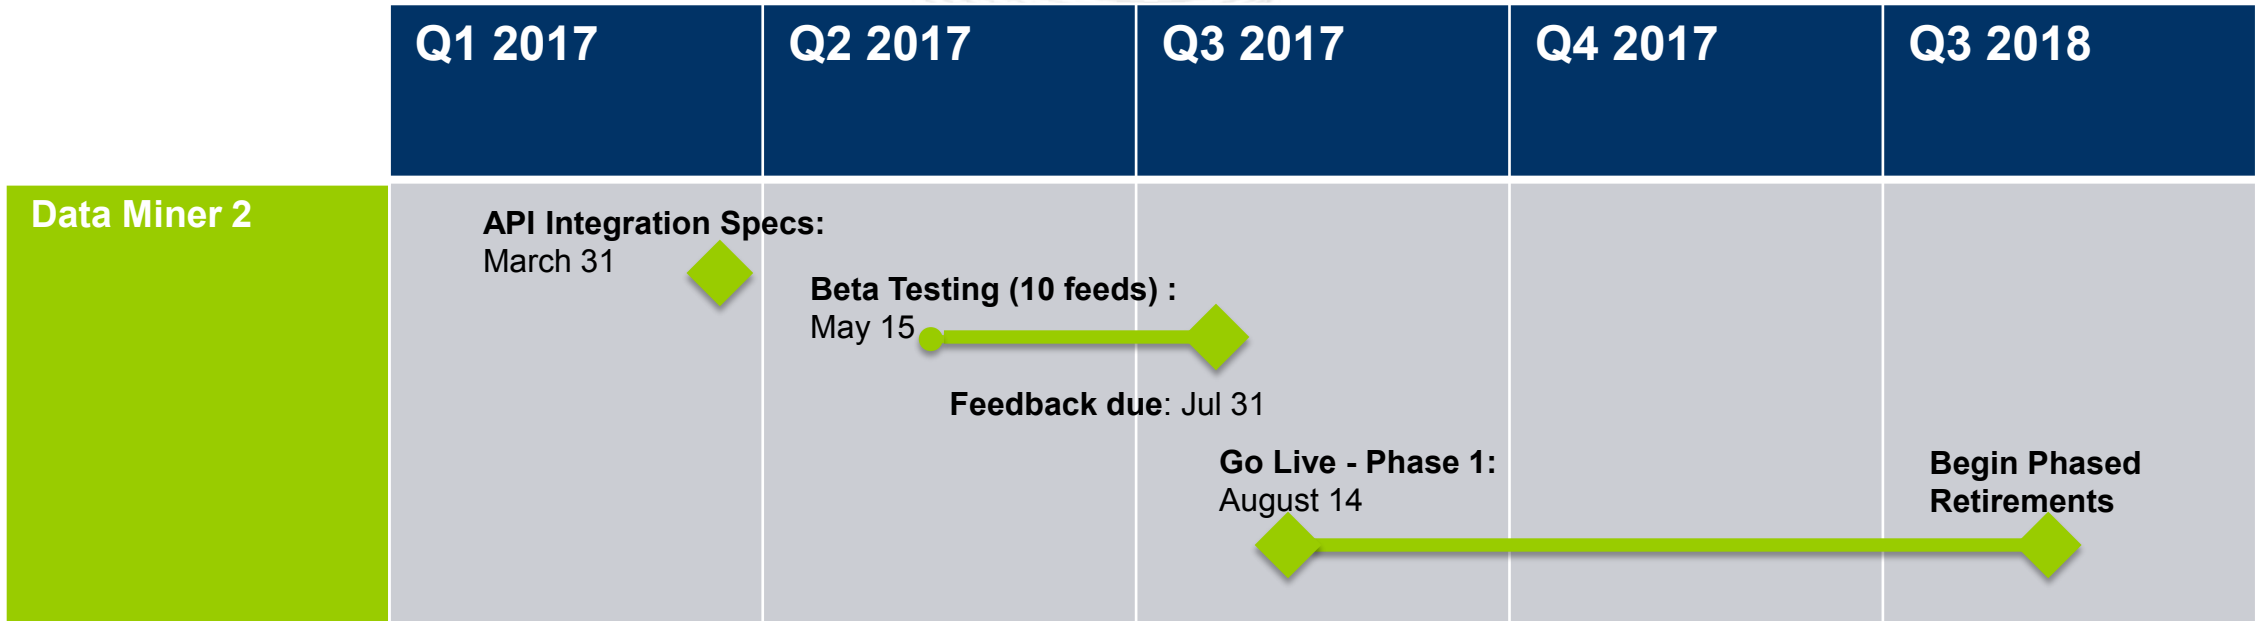 Q1 2017
Q2 2017
Q3 2017
Q4 2017
Q3 2018
Data Miner 2
API Integration Specs:
March 31
Beta Testing (10 feeds) :
May 15
Feedback due: Jul 31
Go Live - Phase 1:
August 14
Begin Phased
Retirements